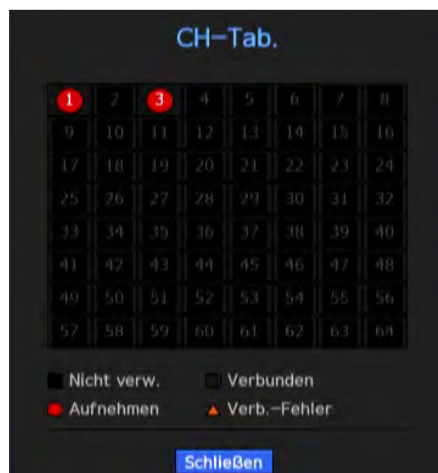 CH-Tab.
1 2 3 4 5 6 7 8
9 10 11 12 13 14 15 16
17 18 19 20 21 22 23 24
25 26 27 28 29 30 31 32
33 34 35 36 37 38 39 40
41 42 43 44 45 46 47 48
49 50 51 52 53 54 55 56
57 58 59 60 61 62 63 64
Nicht verw. Verbunden
Aufnehmen Verb.-Fehler
Schließen